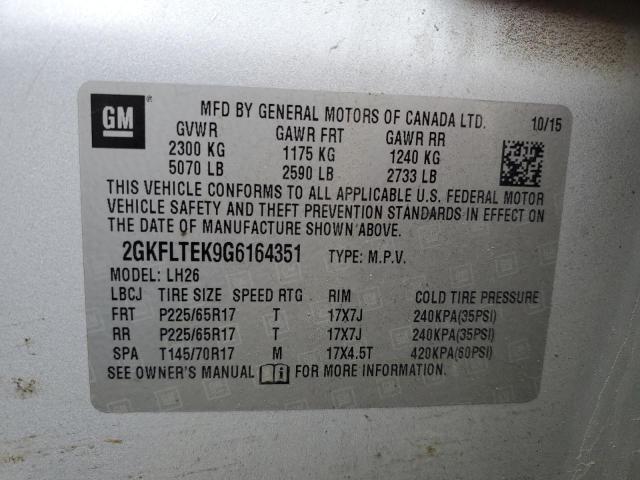 GM
MFD BY GENERAL MOTORS OF CANADA LTD. 10/15
GVWR GAWR FRT GAWR RR
2300 KG 1175 KG 1240 KG
5070 LB 2590 LB 2733 LB
THIS VEHICLE CONFORMS TO ALL APPLICABLE U.S. FEDERAL MOTOR
VEHICLE SAFETY AND THEFT PREVENTION STANDARDS IN EFFECT ON
THE DATE OF MANUFACTURE SHOWN ABOVE.
2GKFLTEK9G6164351 TYPE: M.P.V.
MODEL: LH26
LBCJ TIRE SIZE SPEED RTG RIM COLD TIRE PRESSURE
FRT P225/65R17 T 17X7J 240KPA(35PSI)
RR P225/65R17 T 17X7J 240KPA(35PSI)
SPA T145/70R17 M 17X4.5T 420KPA(60PSI)
SEE OWNER'S MANUAL FOR MORE INFORMATION.